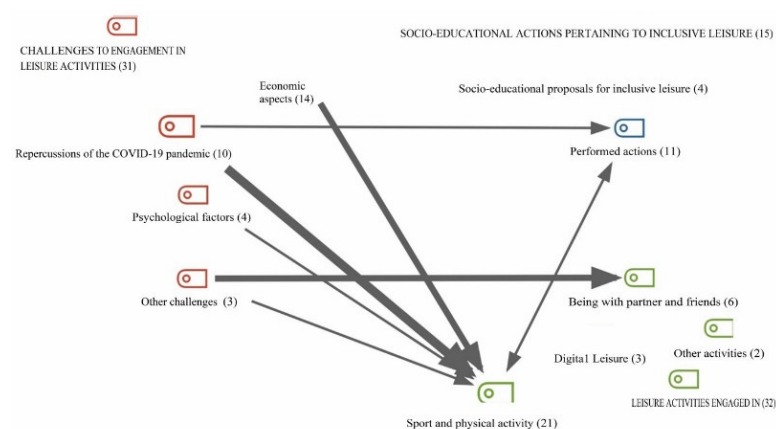 CHALLENGES TO ENGAGEMENT IN
LEISURE ACTIVITIES (31)
SOCIO-EDUCATIONAL ACTIONS PERTAINING TO INCLUSIVE LEISURE (15)
Economic
aspects (14)
Socio-educational proposals for inclusive leisure (4)
Repercussions of the COVID-19 pandemic (10)
Performed actions (11)
Psychological factors (4)
Other challenges (3)
Being with partner and friends (6)
Digital Leisure (3)
Other activities (2)
LEISURE ACTIVITIES ENGAGED IN (32)
Sport and physical activity (21)